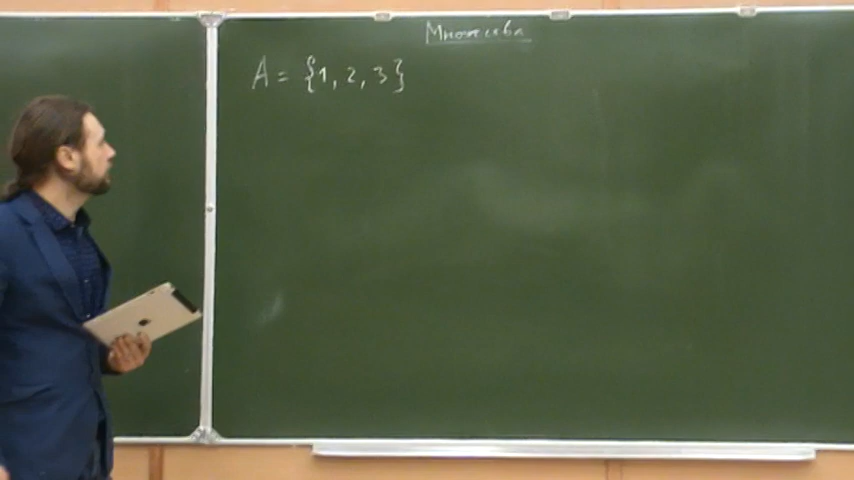 Множества
A = {1, 2, 3}